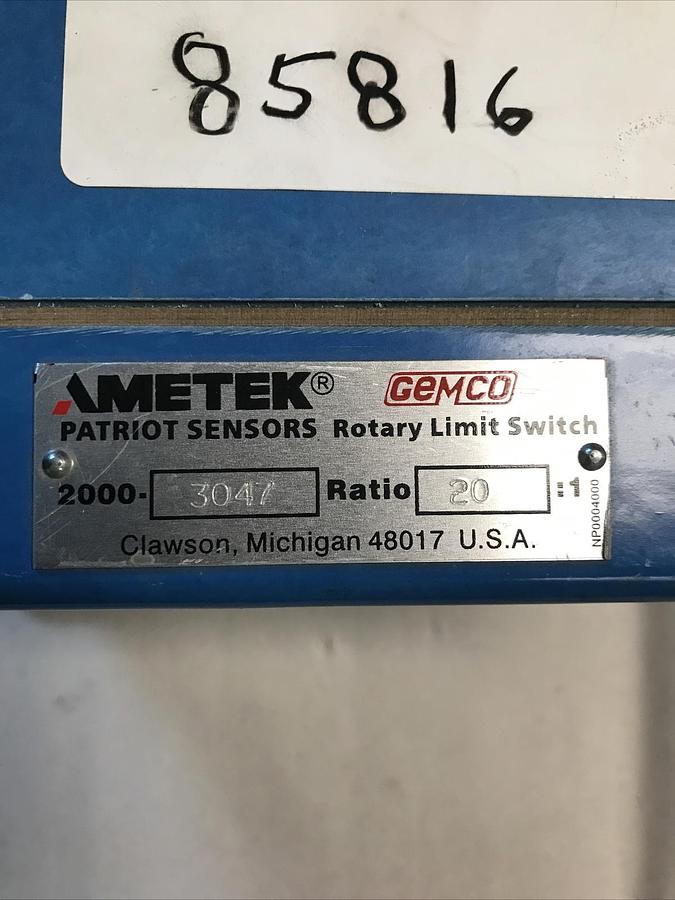 85816
AMETEK® GEMCO
PATRIOT SENSORS Rotary Limit Switch
2000- 3047 Ratio 20 :1
Clawson, Michigan 48017 U.S.A.
NP0004000